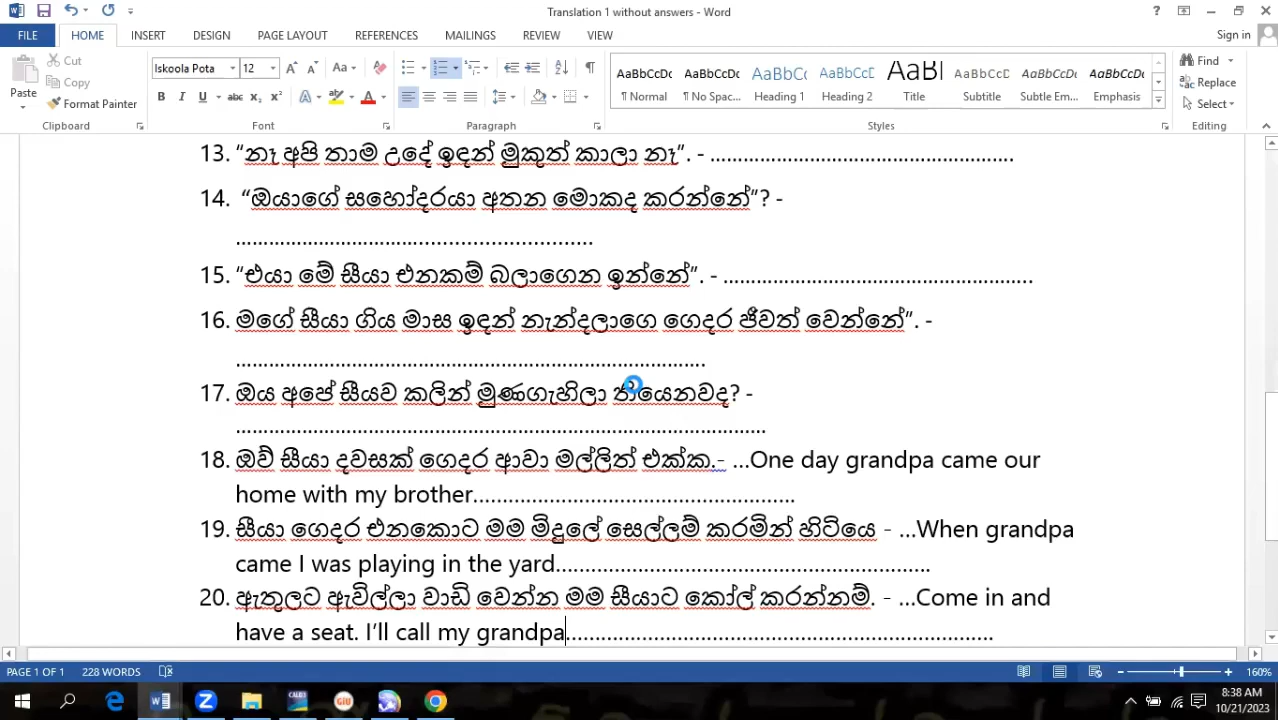 Translation 1 without answers - Word
FILE HOME INSERT DESIGN PAGE LAYOUT REFERENCES MAILINGS REVIEW VIEW Sign in
Cut Iskoola Pota 12 Find
Copy Replace
Paste Format Painter Select
AaBbCcDc AaBbCcDc AaBbCc AaBbCcC AaBl AaBbCcC AaBbCcDc AaBbCcDc
¶ Normal ¶ No Spac... Heading 1 Heading 2 Title Subtitle Subtle Em... Emphasis
Clipboard Font Paragraph Styles Editing
13. “නෑ අපි තාම උදේ ඉඳන් මුකුත් කාලා නෑ”. - ......................................................
14. “ඔයාගේ සහෝදරයා අතන මොකද කරන්නේ”? -
................................................................
15. “එයා මේ සීයා එනකම් බලාගෙන ඉන්නේ”. - .......................................................
16. මගේ සීයා ගිය මාස ඉඳන් නැන්දලාගෙ ගෙදර ජීවත් වෙන්නේ”. -
....................................................................................
17. ඔය අපේ සීයව කලින් මුණගැහිලා තියෙනවද? -
...............................................................................................
18. ඔව් සීයා දවසක් ගෙදර ආවා මල්ලිත් එක්ක.- ...One day grandpa came our
home with my brother..........................................................
19. සීයා ගෙදර එනකොට මම මිදුලේ සෙල්ලම් කරමින් හිටියෙ - ...When grandpa
came I was playing in the yard....................................................................
20. ඇතුලට ඇවිල්ලා වාඩි වෙන්න මම සීයාට කෝල් කරන්නම්. - ...Come in and
have a seat. I’ll call my grandpa..............................................................................
PAGE 1 OF 1 228 WORDS 160%
8:38 AM
10/21/2023